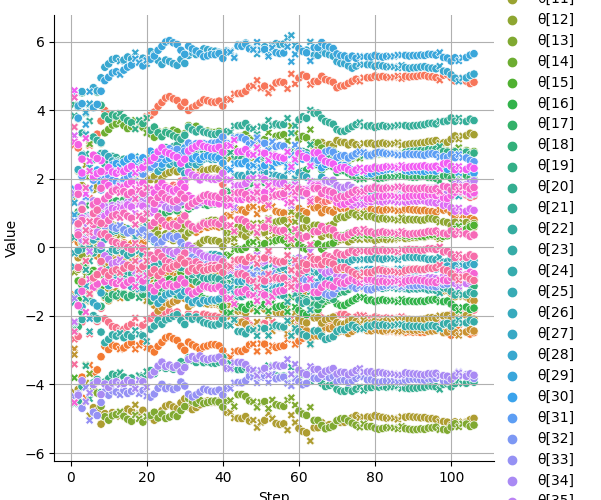 6
4
2
0
−2
−4
−6
0
20
40
60
80
100
Value
Step
θ[11]
θ[12]
θ[13]
θ[14]
θ[15]
θ[16]
θ[17]
θ[18]
θ[19]
θ[20]
θ[21]
θ[22]
θ[23]
θ[24]
θ[25]
θ[26]
θ[27]
θ[28]
θ[29]
θ[30]
θ[31]
θ[32]
θ[33]
θ[34]
θ[35]